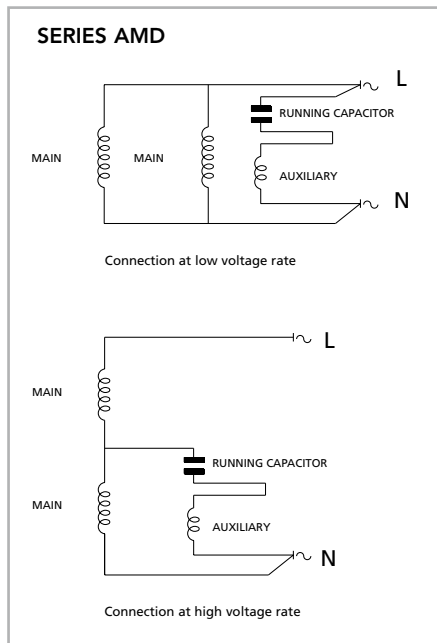 SERIES AMD
L
RUNNING CAPACITOR
MAIN
MAIN
AUXILIARY
N
Connection at low voltage rate
L
MAIN
RUNNING CAPACITOR
MAIN
AUXILIARY
N
Connection at high voltage rate